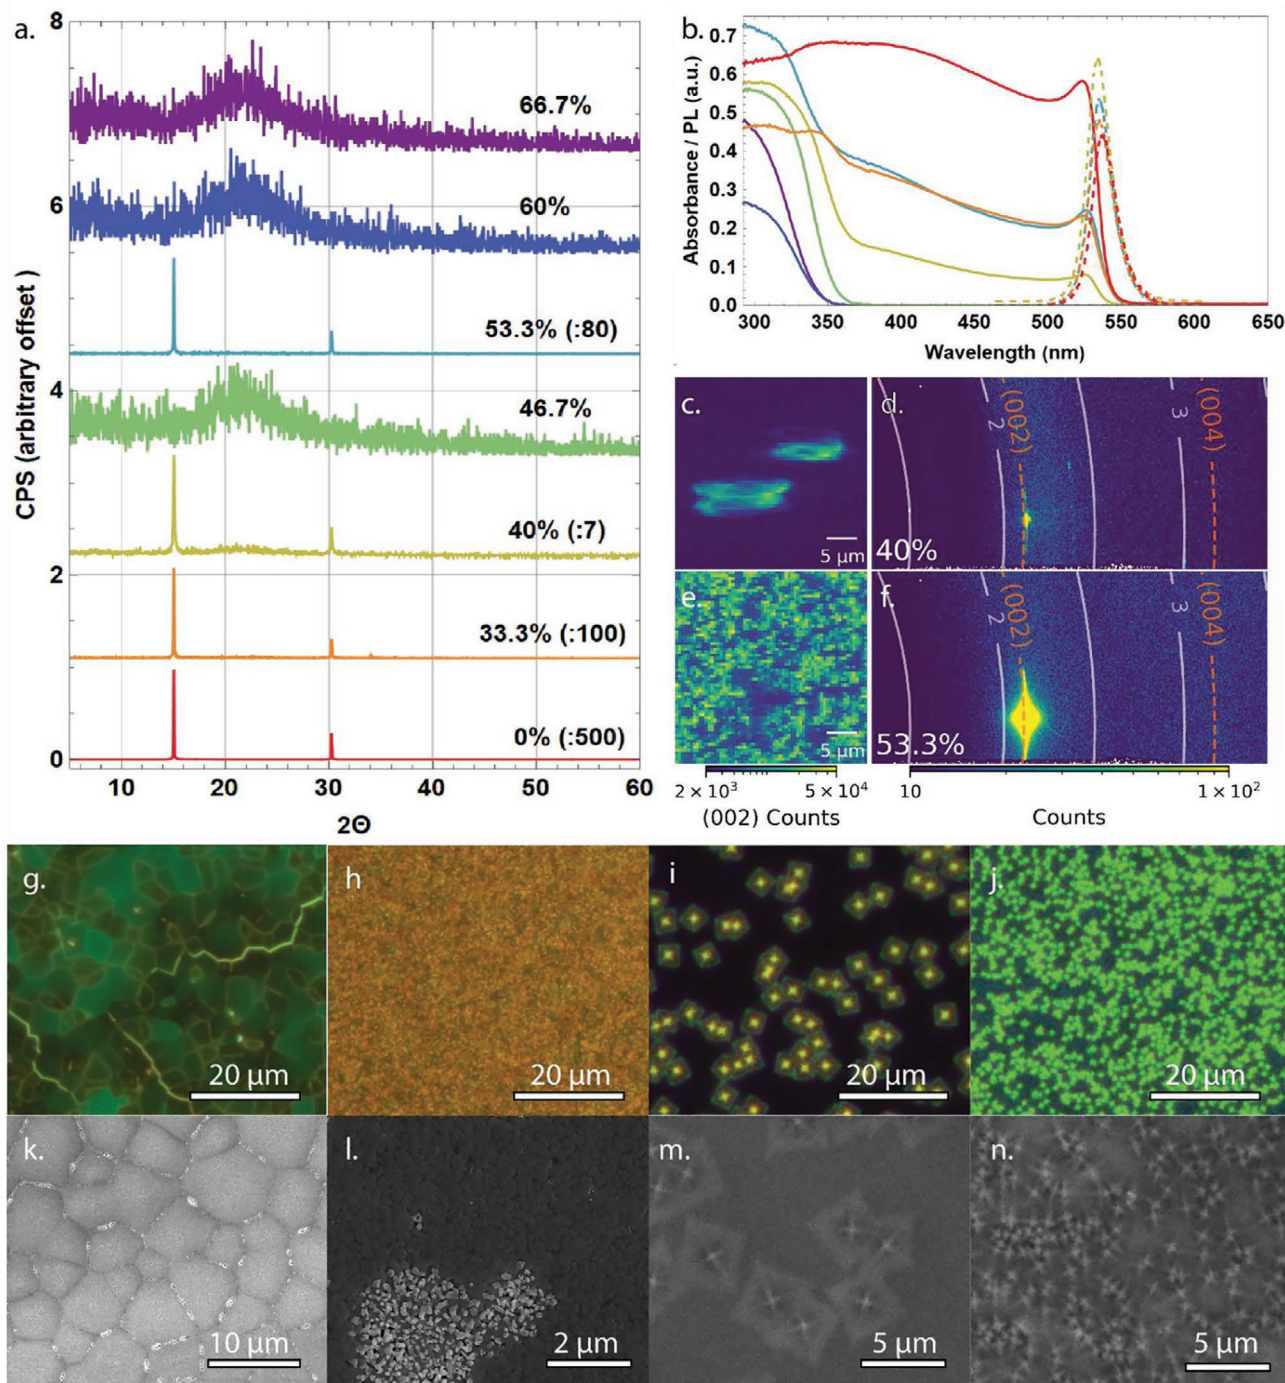 a.
8
6
4
2
0
CPS (arbitrary offset )
66.7%
60%
53.3% (:80)
46.7%
40% (:7)
33.3% (:100)
0% (:500)
10
20
30
40
50
60
2Θ
b.
0.7
0.6
0.5
0.4
0.3
0.2
0.1
0.0
Absorbance / PL (a.u.)
292
350
400
450
500
550
600
650
Wavelength (nm)
c.
5 µm
d.
2
(002)
3
(004)
40%
e.
5 µm
f.
2
(002)
3
(004)
53.3%
2 × 10³
5 × 10⁴
(002) Counts
10
1 × 10²
Counts
g.
20 µm
h
20 µm
i
20 µm
j.
20 µm
k.
10 µm
l.
2 µm
m.
5 µm
n.
5 µm